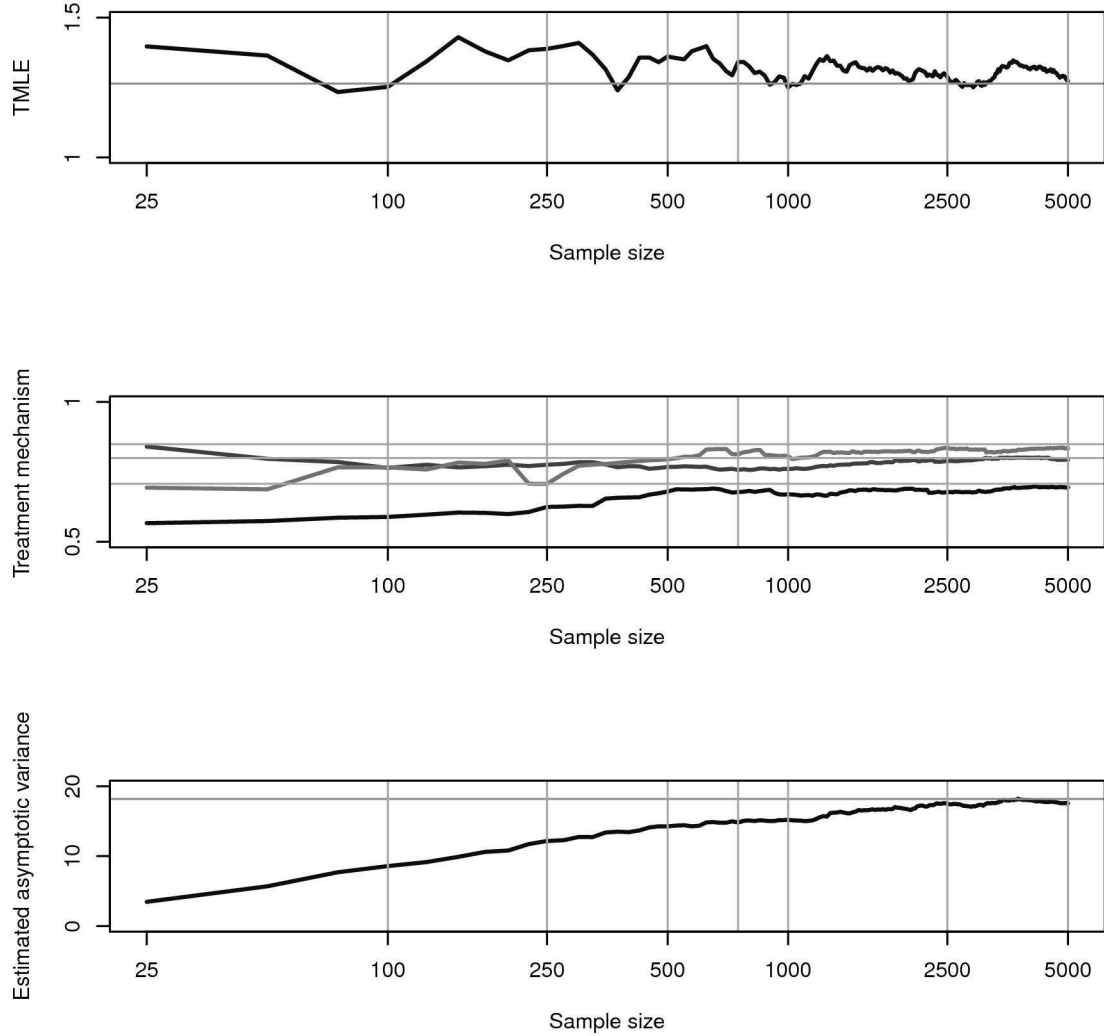 TMLE
1.5
1
25 100 250 500 1000 2500 5000
Sample size
Treatment mechanism
1
0.5
25 100 250 500 1000 2500 5000
Sample size
Estimated asymptotic variance
20
10
0
25 100 250 500 1000 2500 5000
Sample size